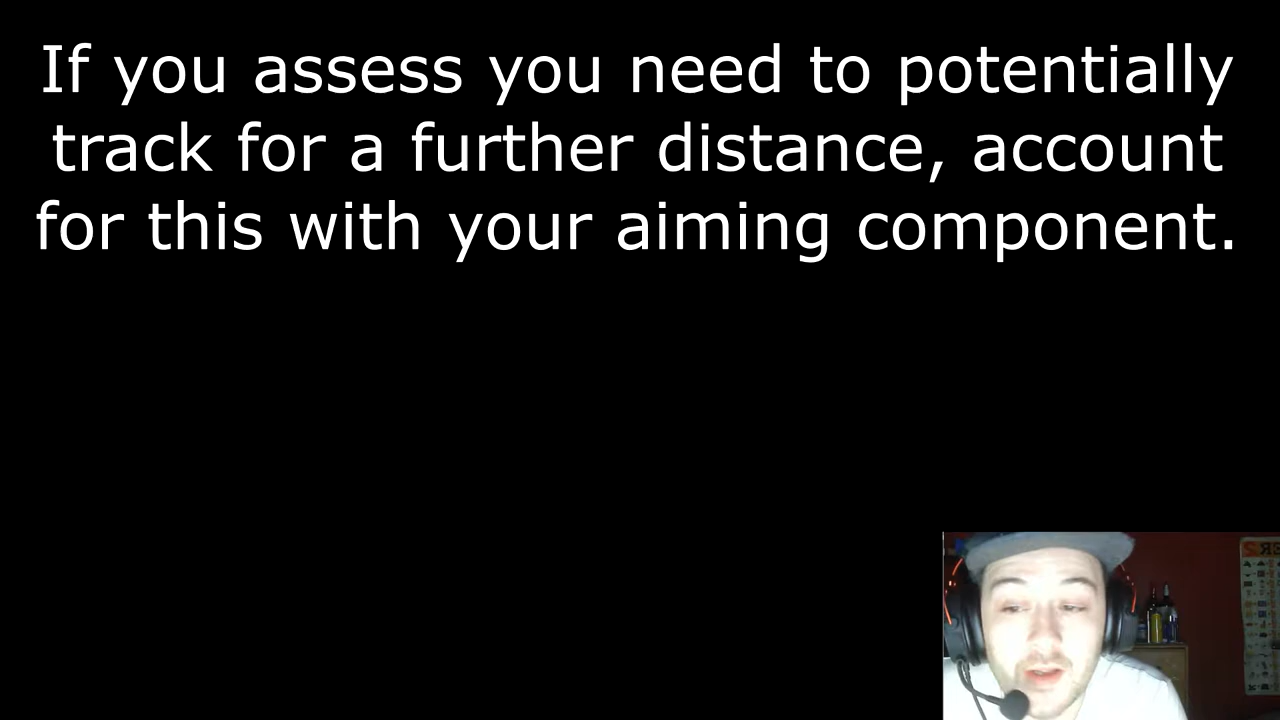 If you assess you need to potentially
track for a further distance, account
for this with your aiming component.